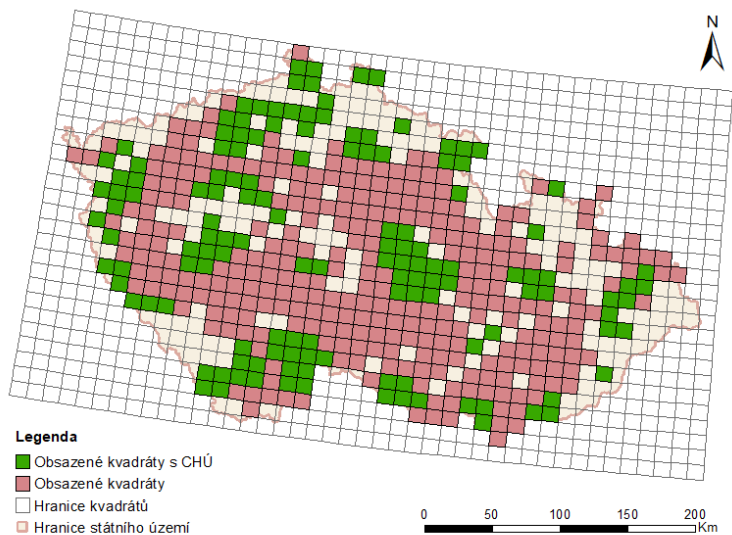 N
Legenda
Obsazené kvadráty s CHÚ
Obsazené kvadráty
Hranice kvadrátů
Hranice státního území
0 50 100 150 200
Km